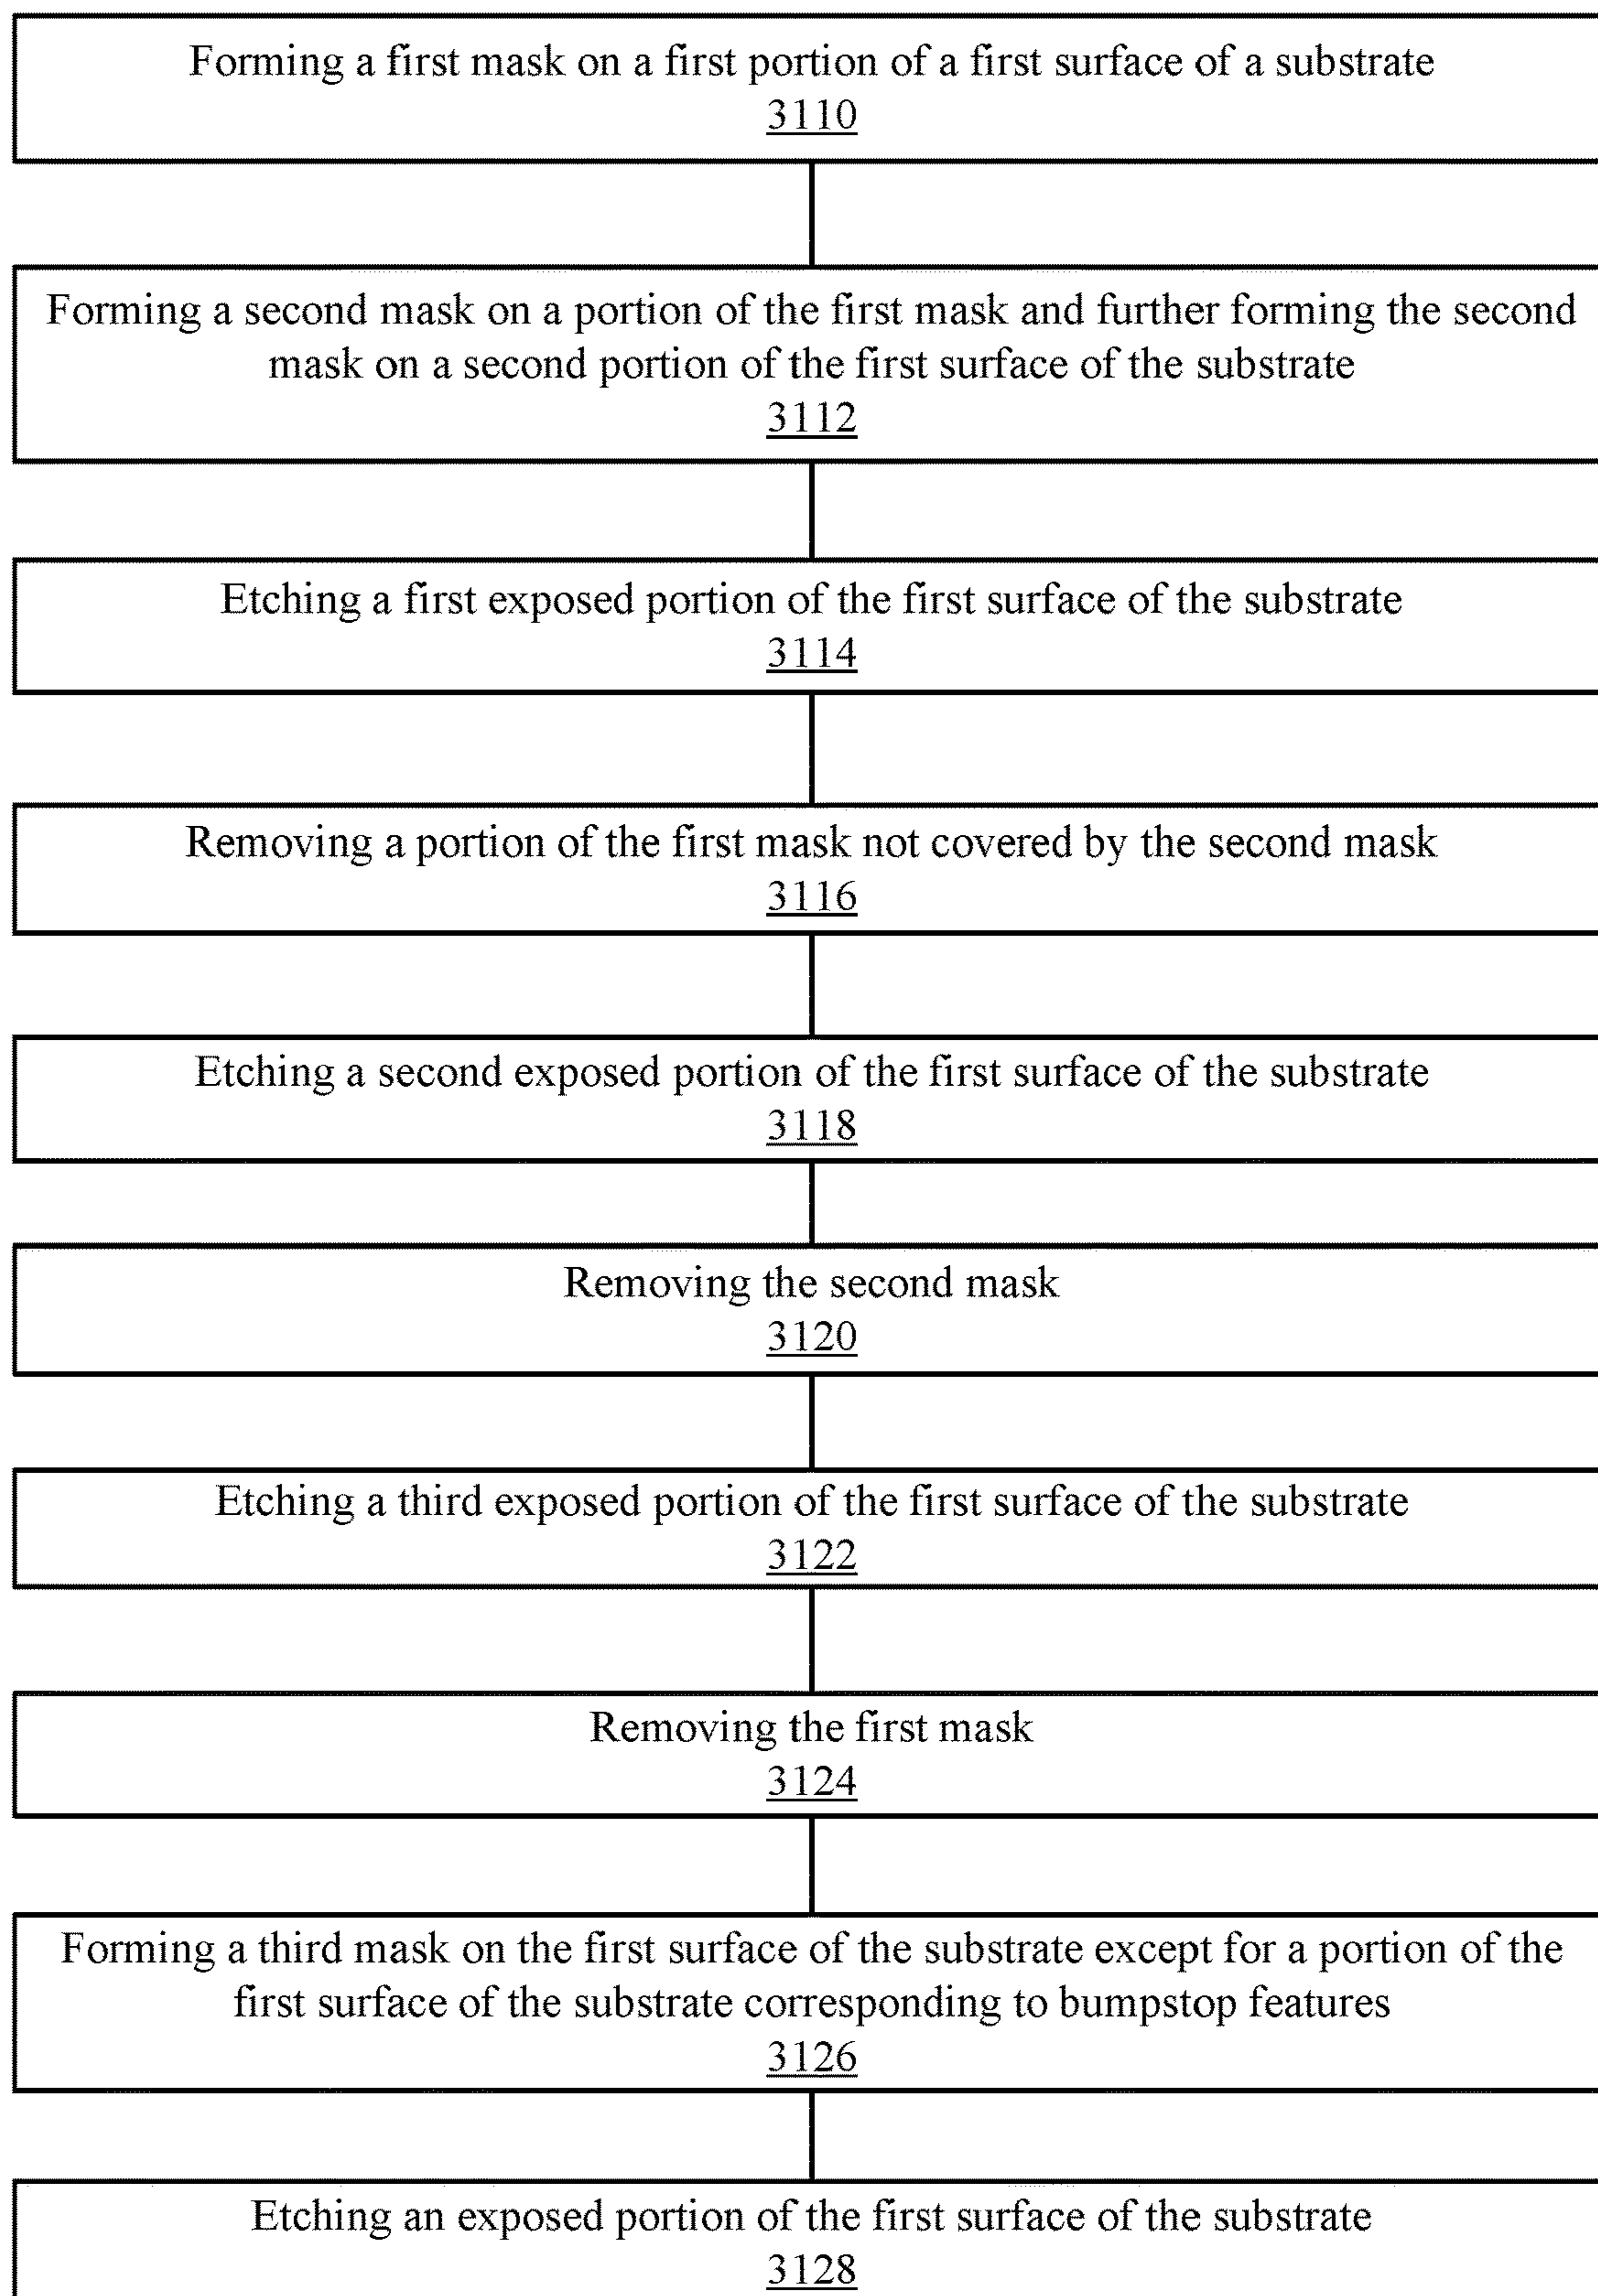 Forming a first mask on a first portion of a first surface of a substrate
3110
Forming a second mask on a portion of the first mask and further forming the second
mask on a second portion of the first surface of the substrate
3112
Etching a first exposed portion of the first surface of the substrate
3114
Removing a portion of the first mask not covered by the second mask
3116
Etching a second exposed portion of the first surface of the substrate
3118
Removing the second mask
3120
Etching a third exposed portion of the first surface of the substrate
3122
Removing the first mask
3124
Forming a third mask on the first surface of the substrate except for a portion of the
first surface of the substrate corresponding to bumpstop features
3126
Etching an exposed portion of the first surface of the substrate
3128